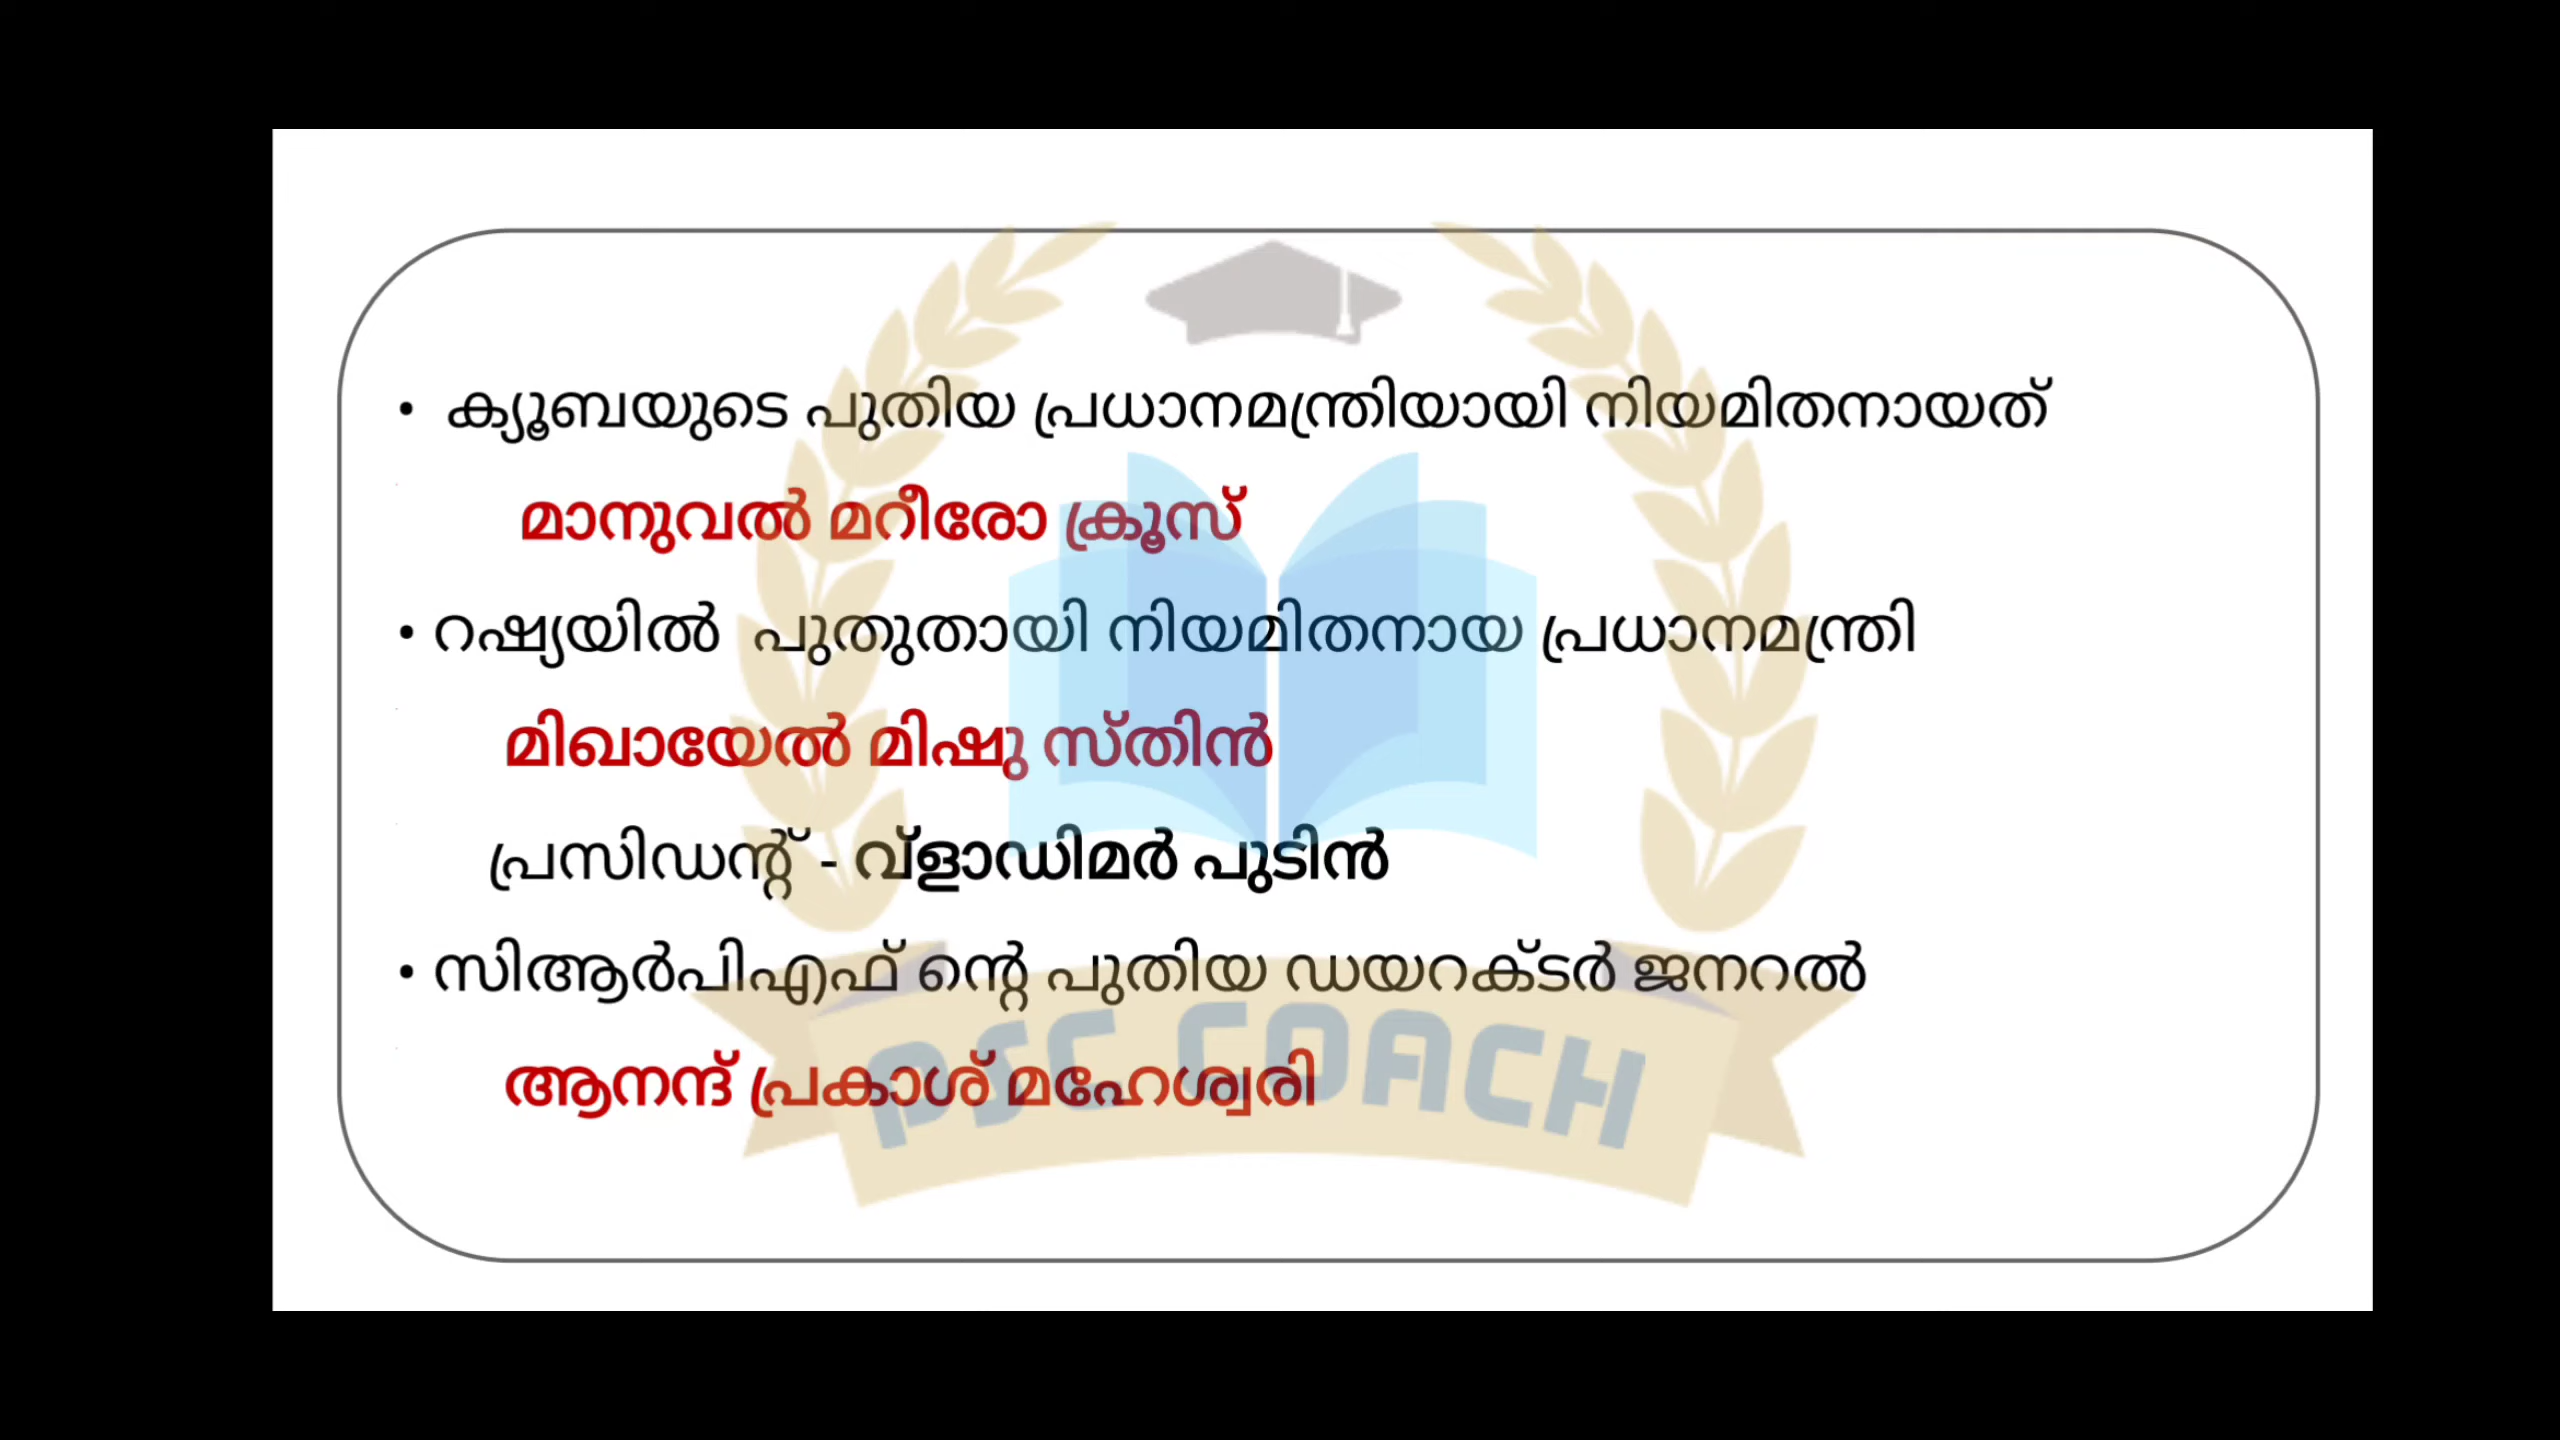 • ക്യൂബയുടെ പുതിയ പ്രധാനമന്ത്രിയായി നിയമിതനായത്
മാനുവൽ മറീരോ ക്രൂസ്
• റഷ്യയിൽ പുതുതായി നിയമിതനായ പ്രധാനമന്ത്രി
മിഖായേൽ മിഷു സ്തിൻ
പ്രസിഡന്റ് - വ്ളാഡിമർ പുടിൻ
• സിആർപിഎഫ് ന്റെ പുതിയ ഡയറക്ടർ ജനറൽ
ആനന്ദ് പ്രകാശ് മഹേശ്വരി
PSC COACH